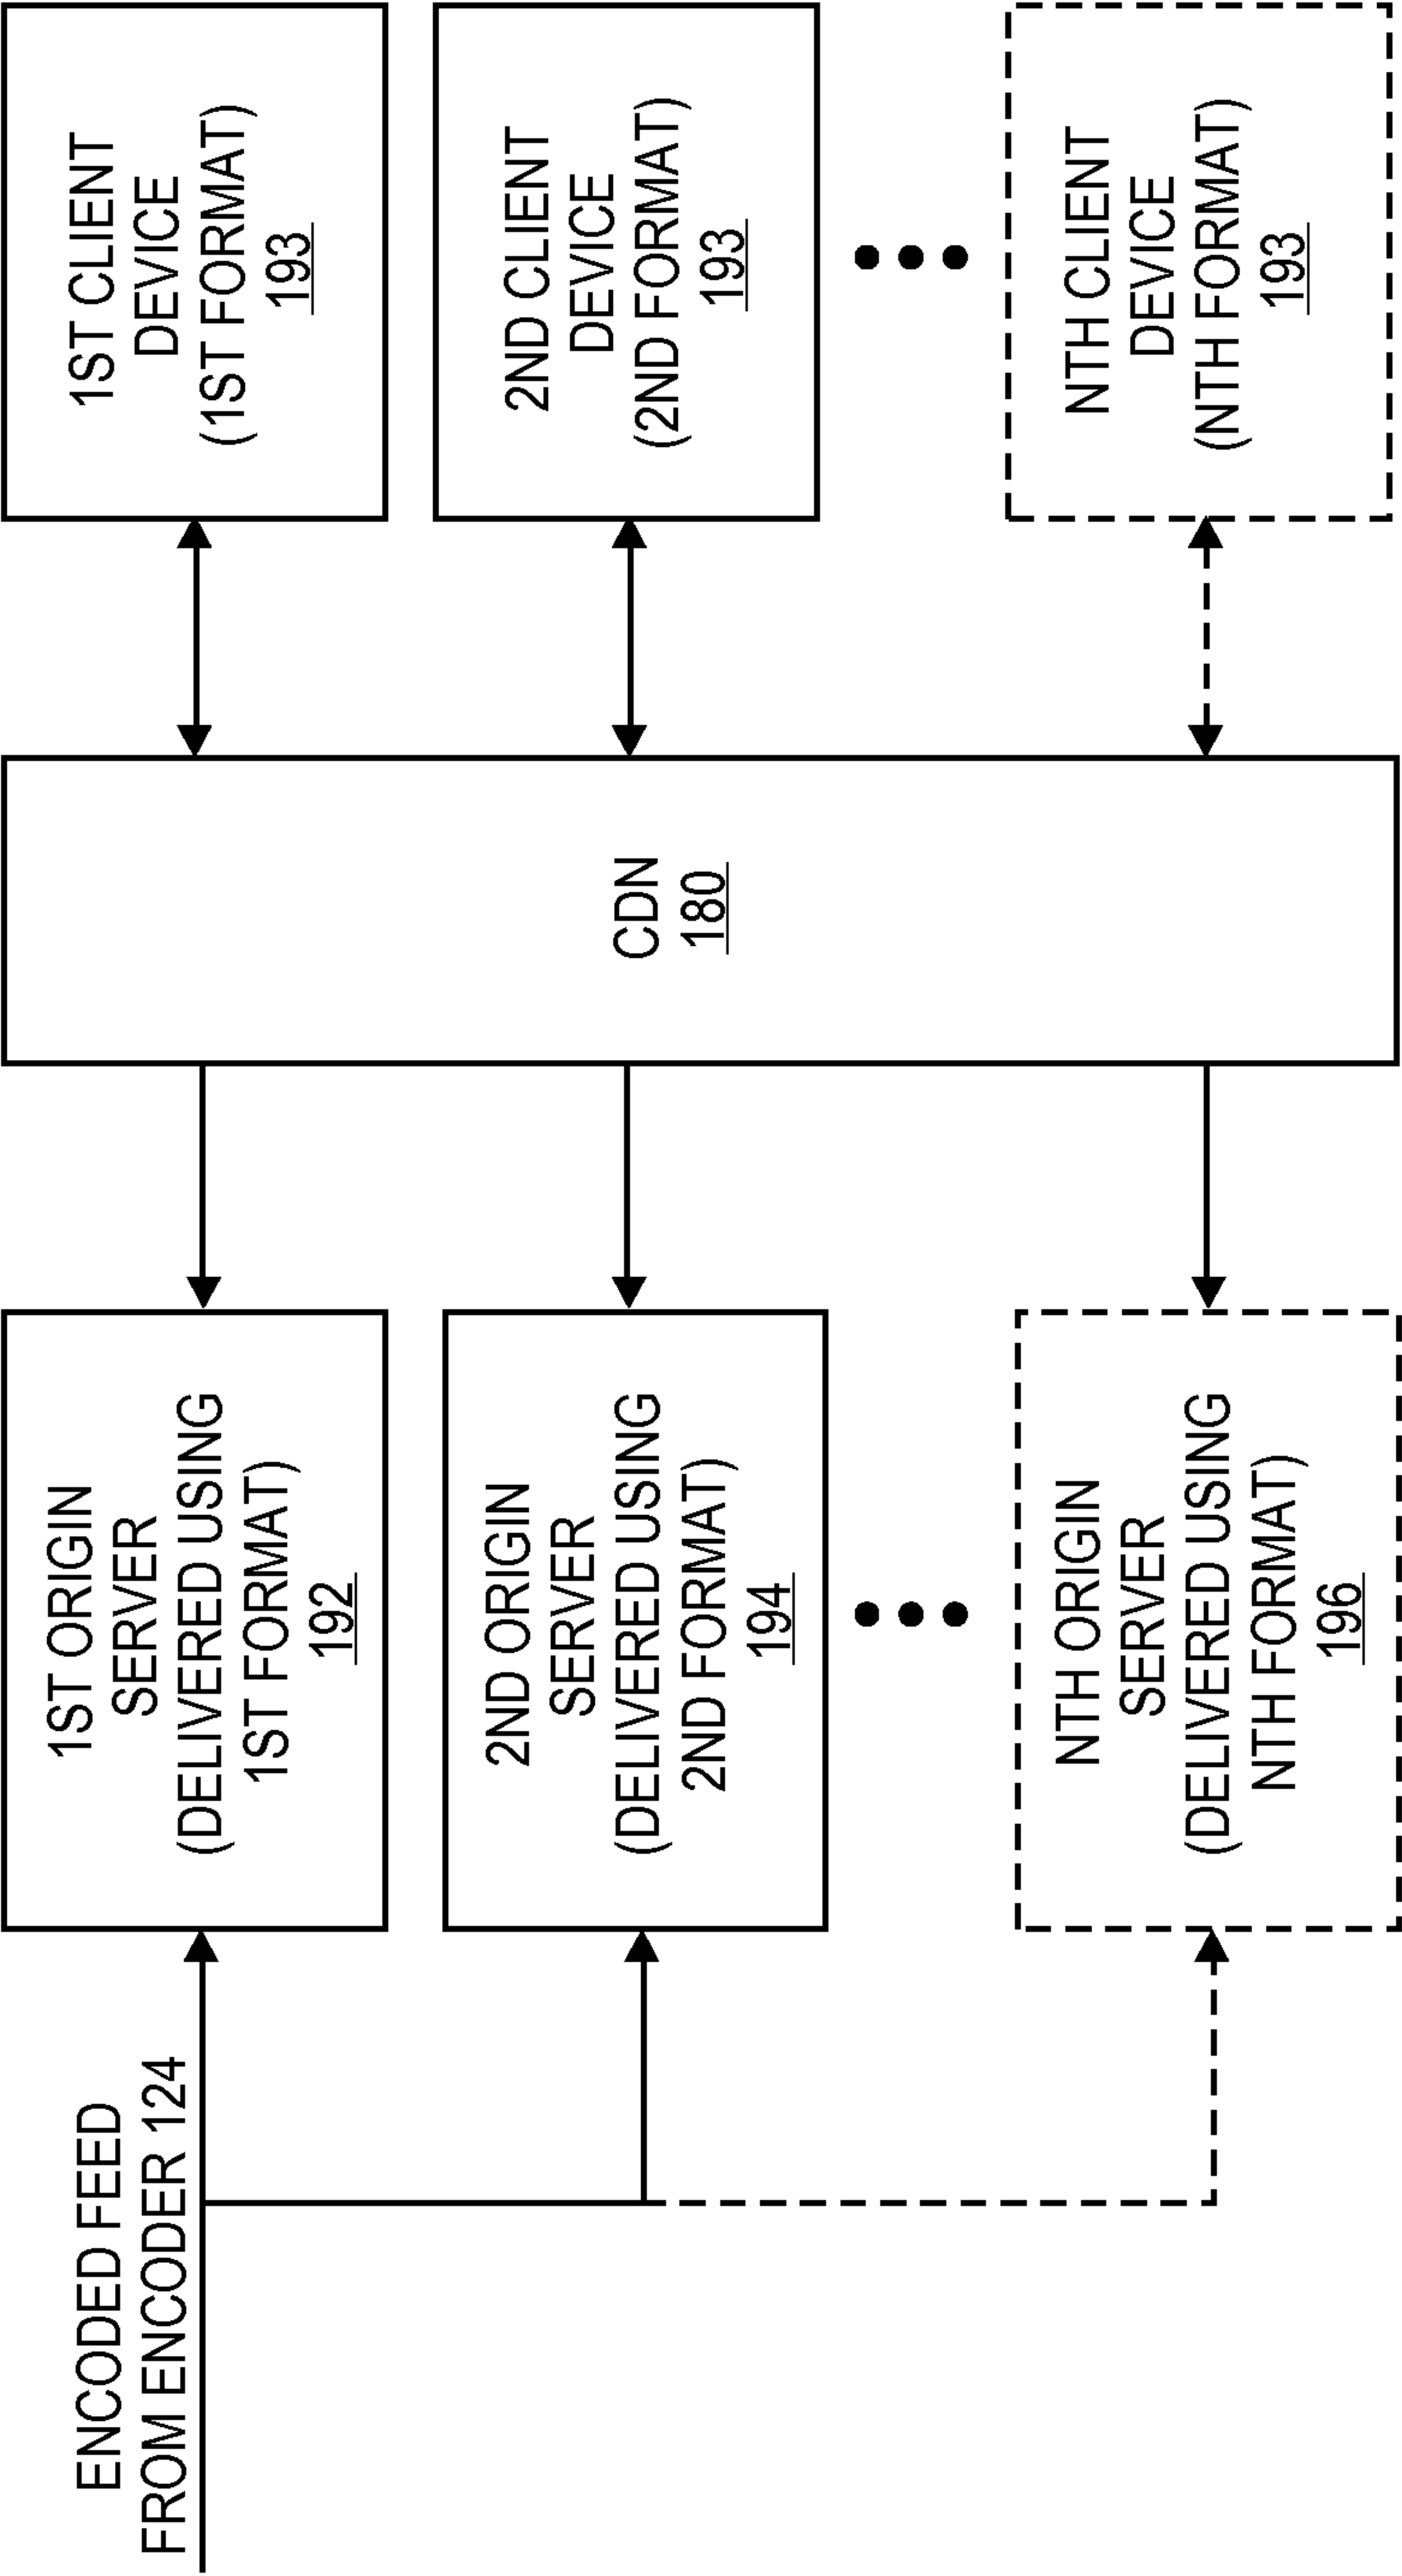 ENCODED FEED
FROM ENCODER 124
1ST ORIGIN
SERVER
(DELIVERED USING
1ST FORMAT)
192
2ND ORIGIN
SERVER
(DELIVERED USING
2ND FORMAT)
194
NTH ORIGIN
SERVER
(DELIVERED USING
NTH FORMAT)
196
CDN
180
1ST CLIENT
DEVICE
(1ST FORMAT)
193
2ND CLIENT
DEVICE
(2ND FORMAT)
193
NTH CLIENT
DEVICE
(NTH FORMAT)
193